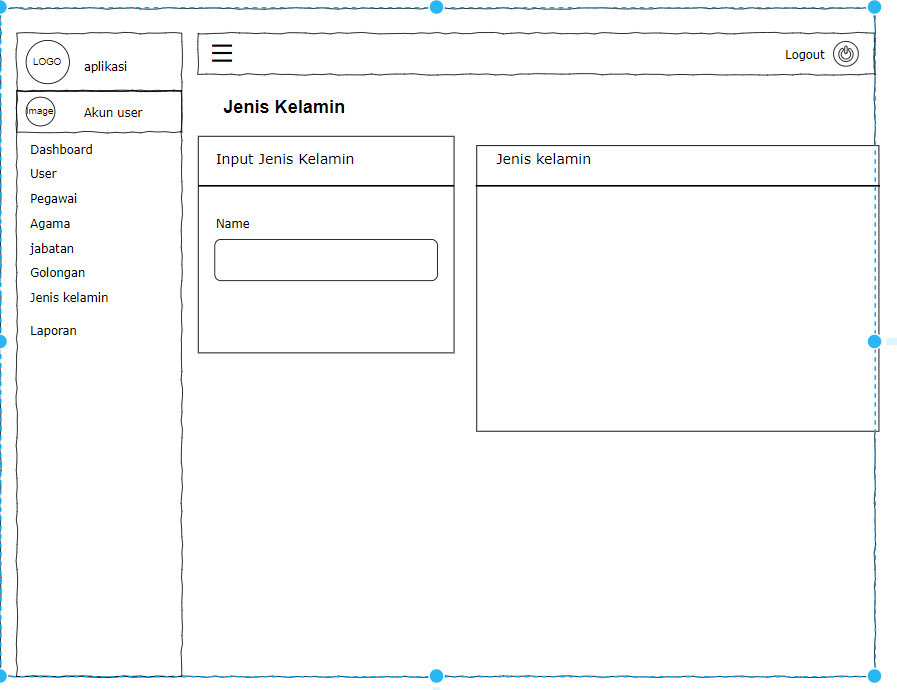 LOGO
aplikasi
Logout
Image
Akun user
Jenis Kelamin
Dashboard
User
Pegawai
Agama
jabatan
Golongan
Jenis kelamin
Laporan
Input Jenis Kelamin
Name
Jenis kelamin